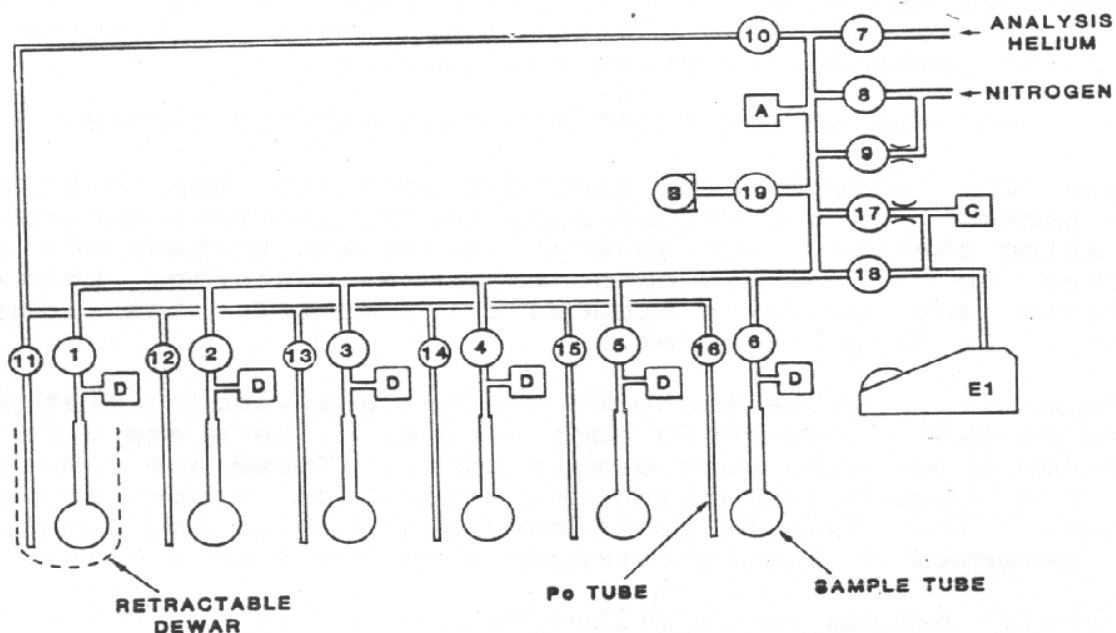 10
7
ANALYSIS
HELIUM
8
NITROGEN
A
9
B
19
17
C
18
11
1
12
2
13
3
14
4
15
5
16
6
D
D
D
D
D
D
E1
Po TUBE
SAMPLE TUBE
RETRACTABLE
DEWAR